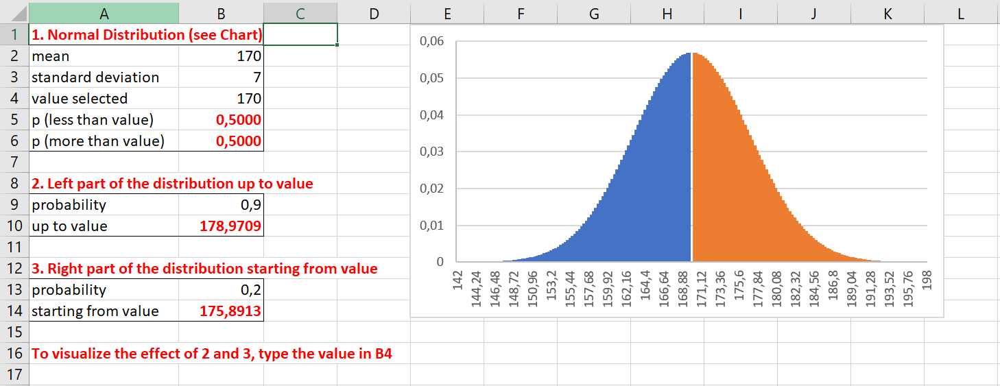 A B C D E F G H I J K L
1 1. Normal Distribution (see Chart)
2 mean 170
3 standard deviation 7
4 value selected 170
5 p (less than value) 0,5000
6 p (more than value) 0,5000
7
8 2. Left part of the distribution up to value
9 probability 0,9
10 up to value 178,9709
11
12 3. Right part of the distribution starting from value
13 probability 0,2
14 starting from value 175,8913
15
16 To visualize the effect of 2 and 3, type the value in B4
17
0,06
0,05
0,04
0,03
0,02
0,01
0
142 144,24 146,48 148,72 150,96 153,2 155,44 157,68 159,92 162,16 164,4 166,64 168,88 171,12 173,36 175,6 177,84 180,08 182,32 184,56 186,8 189,04 191,28 193,52 195,76 198